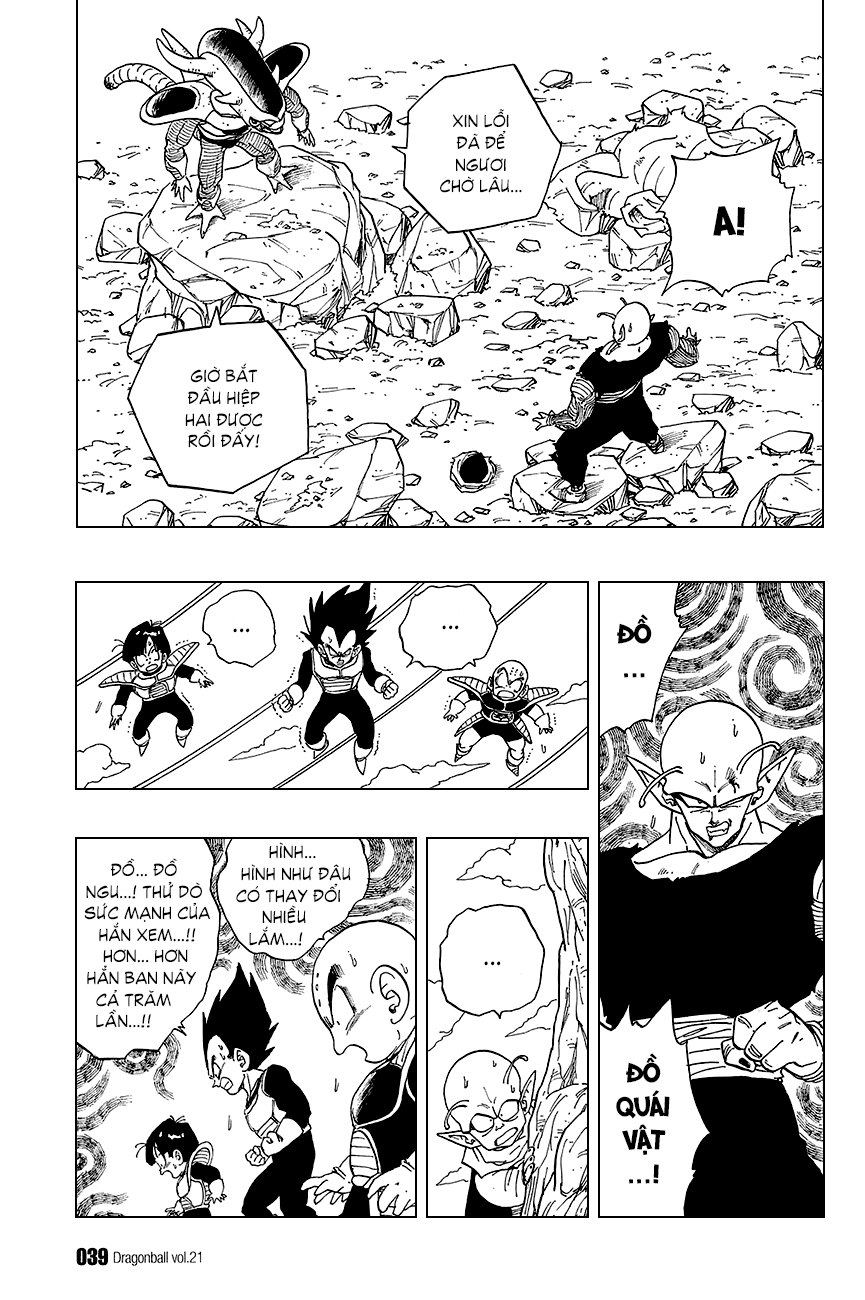 XIN LỖI
ĐÃ ĐỂ
NGƯƠI
CHỜ LÂU...
A!
GIỜ BẮT
ĐẦU HIỆP
HAI ĐƯỢC
RỒI ĐẤY!
...
...
ĐỒ
...
ĐỒ
QUÁI
VẬT
...!
ĐỒ... ĐỒ
NGU...! THỬ DÒ
SỨC MẠNH CỦA
HẮN XEM...!!
HƠN... HƠN
HẲN BAN NÃY
CẢ TRĂM
LẦN...!!
HÌNH...
HÌNH NHƯ ĐÂU
CÓ THAY ĐỔI
NHIỀU
LẮM...!
...
039 Dragonball vol.21